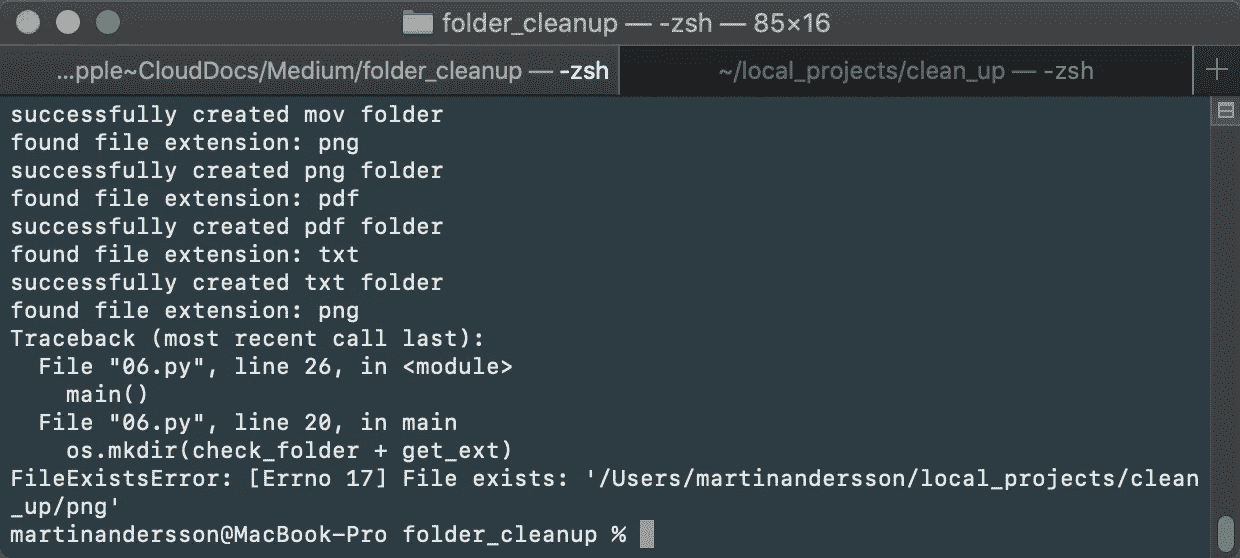 folder_cleanup — -zsh — 85×16
...pple~CloudDocs/Medium/folder_cleanup — -zsh
~/local_projects/clean_up — -zsh
successfully created mov folder
found file extension: png
successfully created png folder
found file extension: pdf
successfully created pdf folder
found file extension: txt
successfully created txt folder
found file extension: png
Traceback (most recent call last):
  File "06.py", line 26, in <module>
    main()
  File "06.py", line 20, in main
    os.mkdir(check_folder + get_ext)
FileExistsError: [Errno 17] File exists: '/Users/martinandersson/local_projects/clean
_up/png'
martinandersson@MacBook-Pro folder_cleanup %